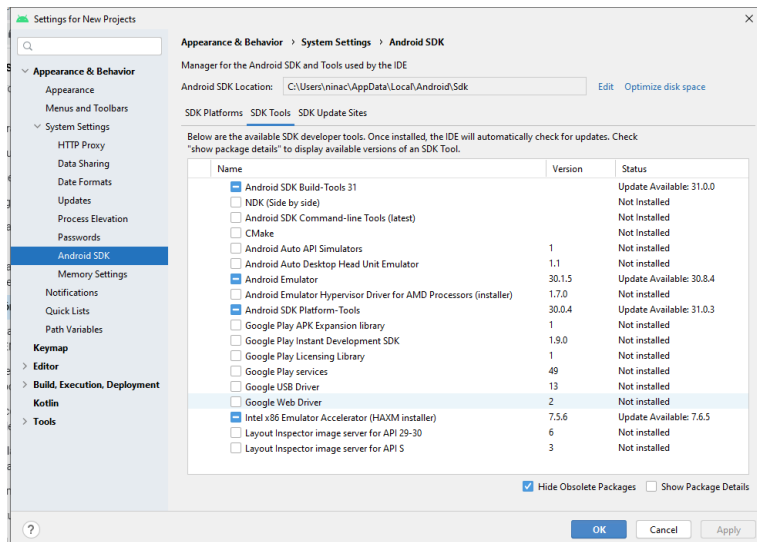 Settings for New Projects
Appearance & Behavior
Appearance
Menus and Toolbars
System Settings
HTTP Proxy
Data Sharing
Date Formats
Updates
Process Elevation
Passwords
Android SDK
Memory Settings
Notifications
Quick Lists
Path Variables
Keymap
Editor
Build, Execution, Deployment
Kotlin
Tools
Appearance & Behavior > System Settings > Android SDK
Manager for the Android SDK and Tools used by the IDE
Android SDK Location: C:\Users\ninac\AppData\Local\Android\Sdk Edit Optimize disk space
SDK Platforms SDK Tools SDK Update Sites
Below are the available SDK developer tools. Once installed, the IDE will automatically check for updates. Check
"show package details" to display available versions of an SDK Tool.
Name Version Status
Android SDK Build-Tools 31 Update Available: 31.0.0
NDK (Side by side) Not Installed
Android SDK Command-line Tools (latest) Not Installed
CMake Not Installed
Android Auto API Simulators 1 Not installed
Android Auto Desktop Head Unit Emulator 1.1 Not installed
Android Emulator 30.1.5 Update Available: 30.8.4
Android Emulator Hypervisor Driver for AMD Processors (installer) 1.7.0 Not installed
Android SDK Platform-Tools 30.0.4 Update Available: 31.0.3
Google Play APK Expansion library 1 Not installed
Google Play Instant Development SDK 1.9.0 Not installed
Google Play Licensing Library 1 Not installed
Google Play services 49 Not installed
Google USB Driver 13 Not installed
Google Web Driver 2 Not installed
Intel x86 Emulator Accelerator (HAXM installer) 7.5.6 Update Available: 7.6.5
Layout Inspector image server for API 29-30 6 Not installed
Layout Inspector image server for API S 3 Not installed
Hide Obsolete Packages Show Package Details
? OK Cancel Apply